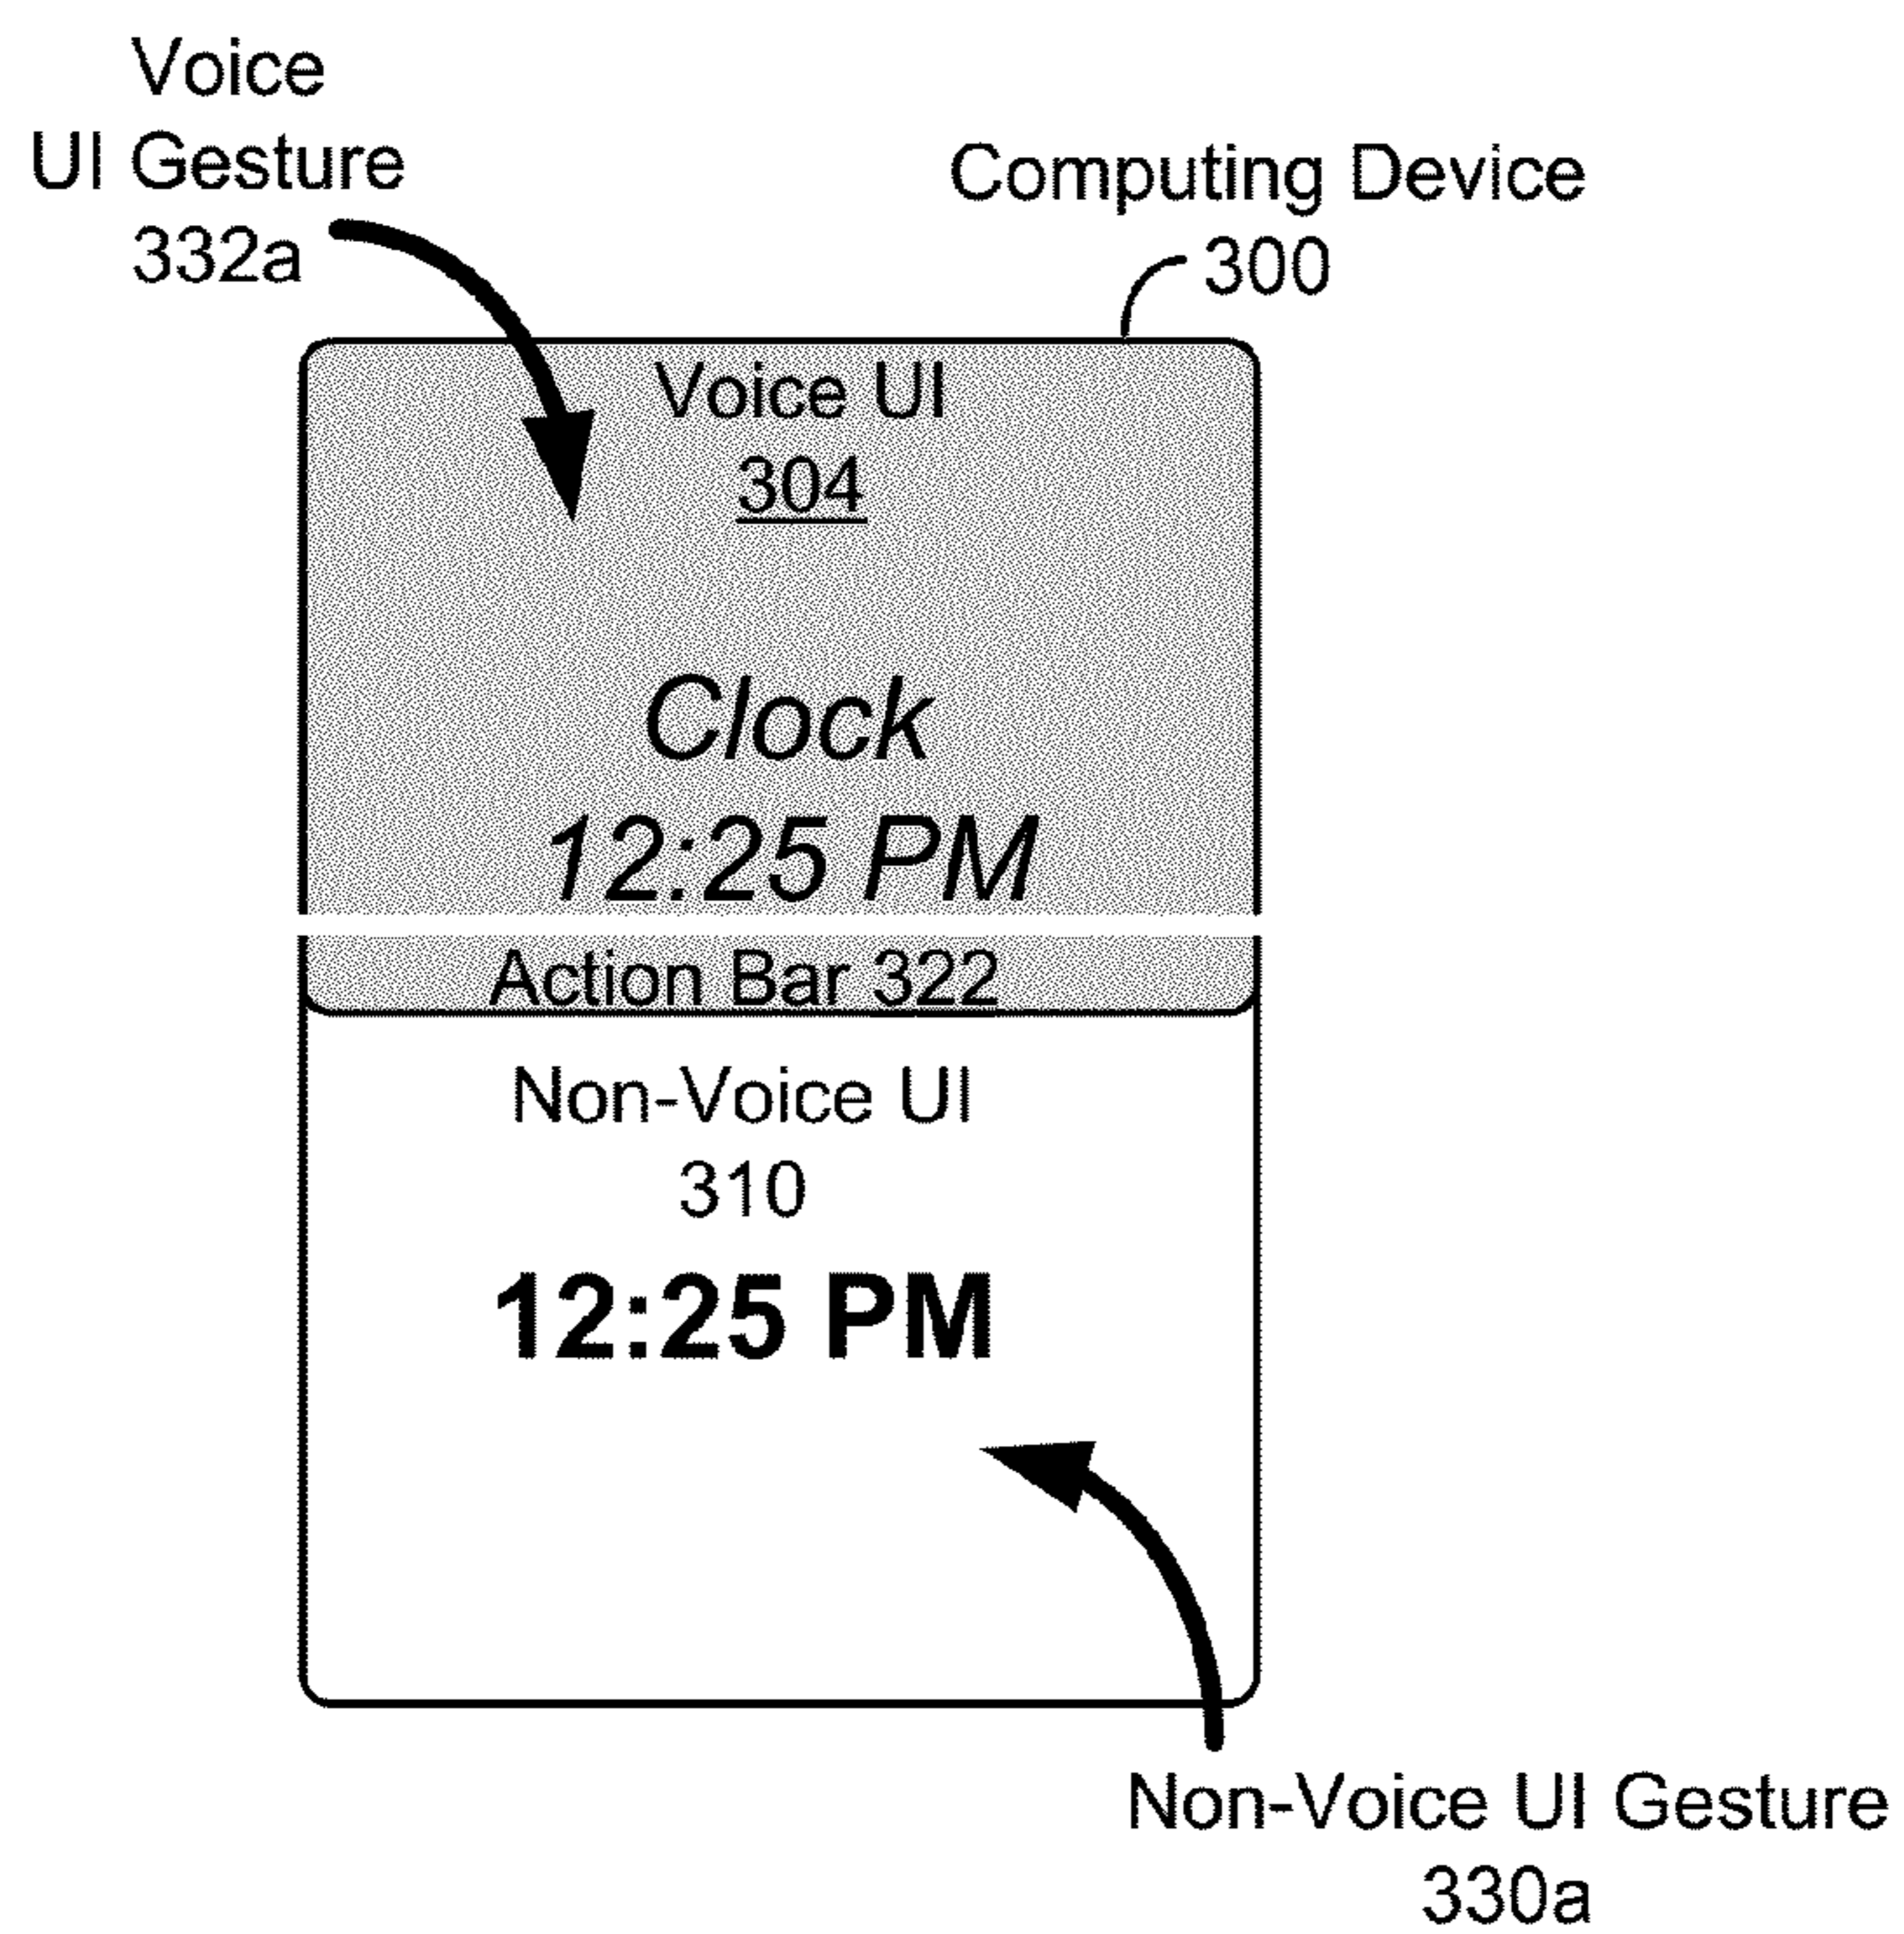 Voice
UI Gesture
332a
Computing Device
300
Voice UI
304
Clock
12:25 PM
Action Bar 322
Non-Voice UI
310
12:25 PM
Non-Voice UI Gesture
330a